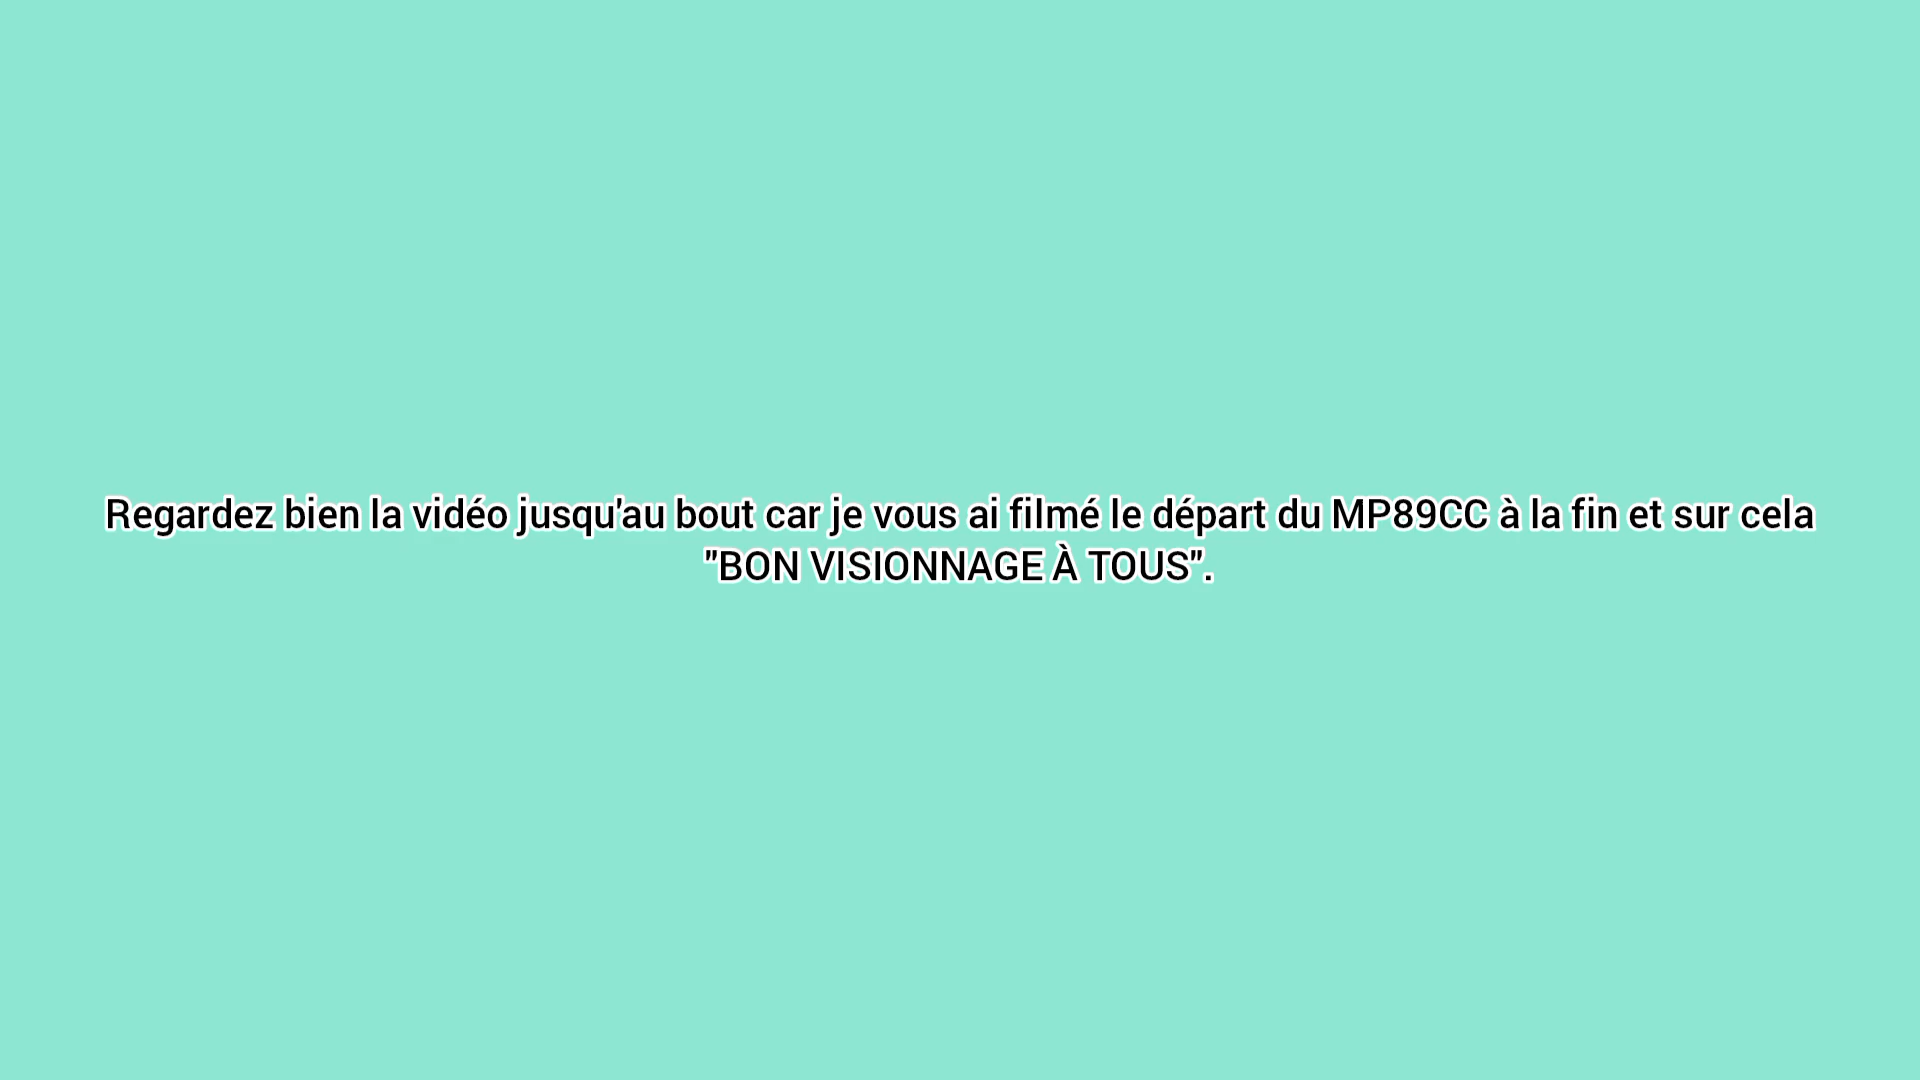 Regardez bien la vidéo jusqu'au bout car je vous ai filmé le départ du MP89CC à la fin et sur cela
"BON VISIONNAGE À TOUS".